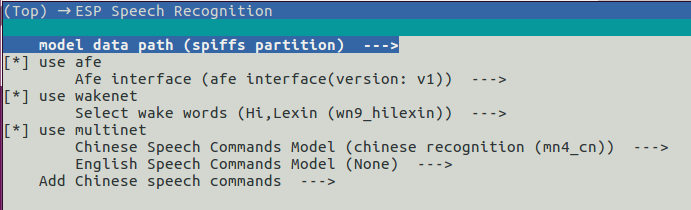 (Top) → ESP Speech Recognition
model data path (spiffs partition)  --->
[*] use afe
Afe interface (afe interface(version: v1))  --->
[*] use wakenet
Select wake words (Hi,Lexin (wn9_hilexin))  --->
[*] use multinet
Chinese Speech Commands Model (chinese recognition (mn4_cn))  --->
English Speech Commands Model (None)  --->
Add Chinese speech commands  --->